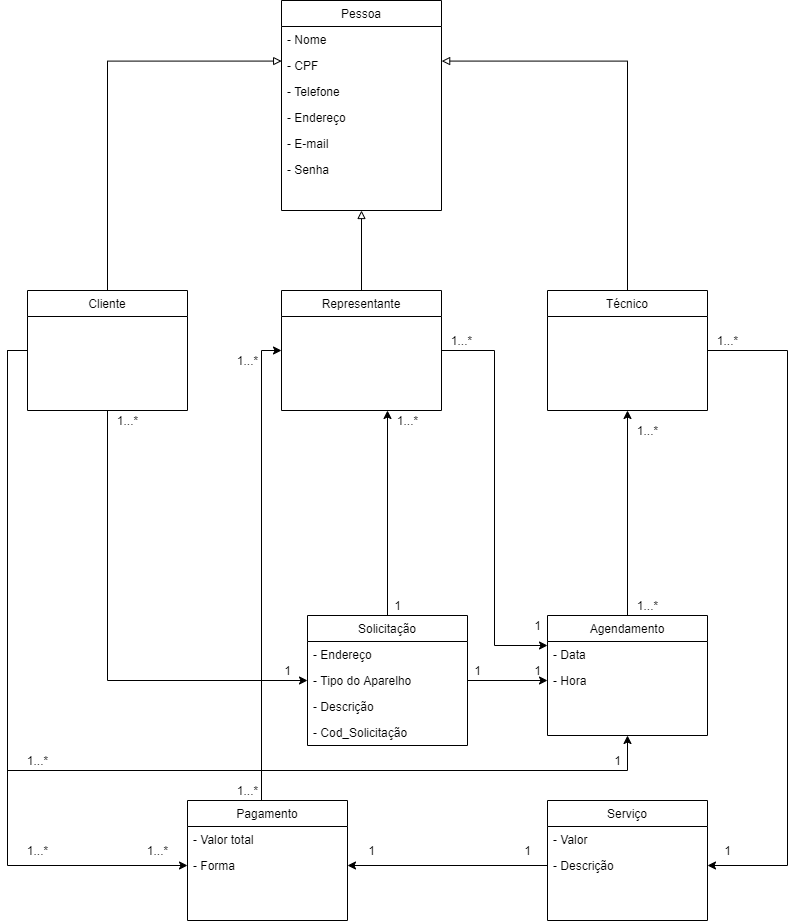 Pessoa
- Nome
- CPF
- Telefone
- Endereço
- E-mail
- Senha
Cliente
Representante
Técnico
1...*
1...*
1...*
1...*
1...*
1...*
1
1...*
1
Solicitação
Agendamento
- Endereço
- Data
1
- Tipo do Aparelho
1
1
- Hora
- Descrição
- Cod_Solicitação
1...*
1
1...*
Pagamento
Serviço
- Valor total
- Valor
1...*
1...*
1
1
1
- Forma
- Descrição